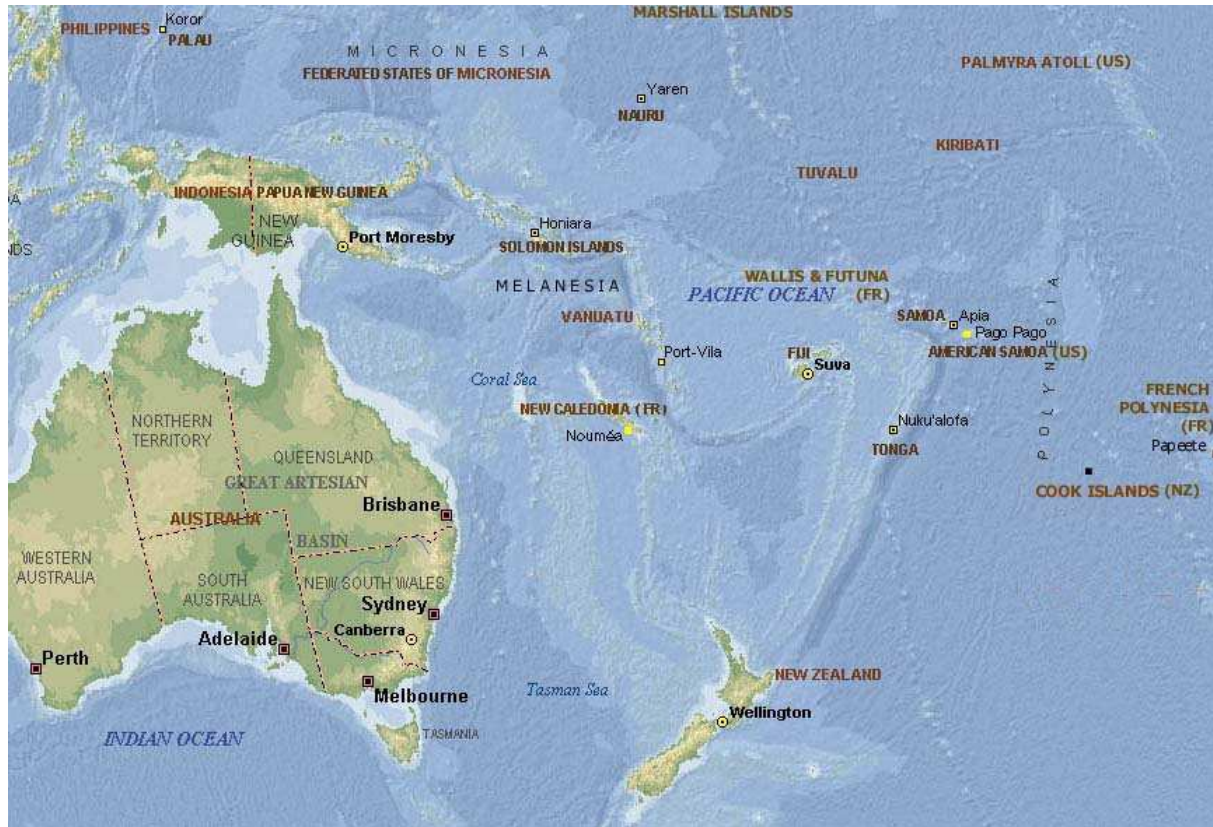 MARSHALL ISLANDS
Koror
PHILIPPINES
PALAU
MICRONESIA
FEDERATED STATES OF MICRONESIA
PALMYRA ATOLL (US)
Yaren
NAURU
KIRIBATI
TUVALU
INDONESIA
PAPUA NEW GUINEA
NEW
GUINEA
Port Moresby
Honiara
SOLOMON ISLANDS
NDS
MELANESIA
WALLIS & FUTUNA
(FR)
PACIFIC OCEAN
VANUATU
SAMOA
Apia
Pago Pago
AMERICAN SAMOA (US)
POLYNESIA
Port-Vila
FIJI
Suva
Coral Sea
NEW CALEDONIA (FR)
Nouméa
Nuku'alofa
TONGA
FRENCH
POLYNESIA
(FR)
Papeete
COOK ISLANDS (NZ)
NORTHERN
TERRITORY
QUEENSLAND
GREAT ARTESIAN
BASIN
Brisbane
AUSTRALIA
WESTERN
AUSTRALIA
SOUTH
AUSTRALIA
NEW SOUTH WALES
Sydney
Canberra
Adelaide
Perth
Melbourne
TASMANIA
Tasman Sea
NEW ZEALAND
Wellington
INDIAN OCEAN